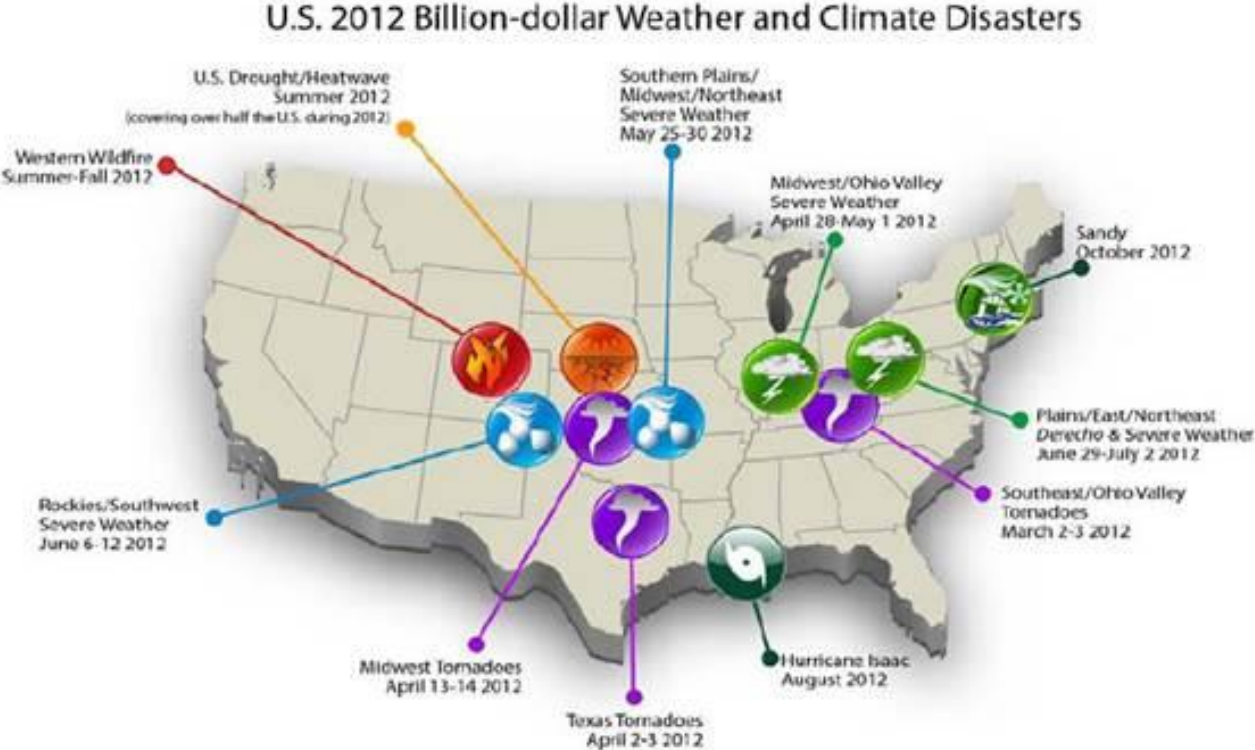 U.S. 2012 Billion-dollar Weather and Climate Disasters
U.S. Drought/Heatwave
Summer 2012
(covering over half the U.S. during 2012)
Southern Plains/
Midwest/Northeast
Severe Weather
May 25-30 2012
Western Wildfire
Summer-Fall 2012
Midwest/Ohio Valley
Severe Weather
April 28-May 1 2012
Sandy
October 2012
Plains/East/Northeast
Derecho & Severe Weather
June 29-July 2 2012
Southeast/Ohio Valley
Tornadoes
March 2-3 2012
Rockies/Southwest
Severe Weather
June 6-12 2012
Midwest Tornadoes
April 13-14 2012
Hurricane Isaac
August 2012
Texas Tornadoes
April 2-3 2012